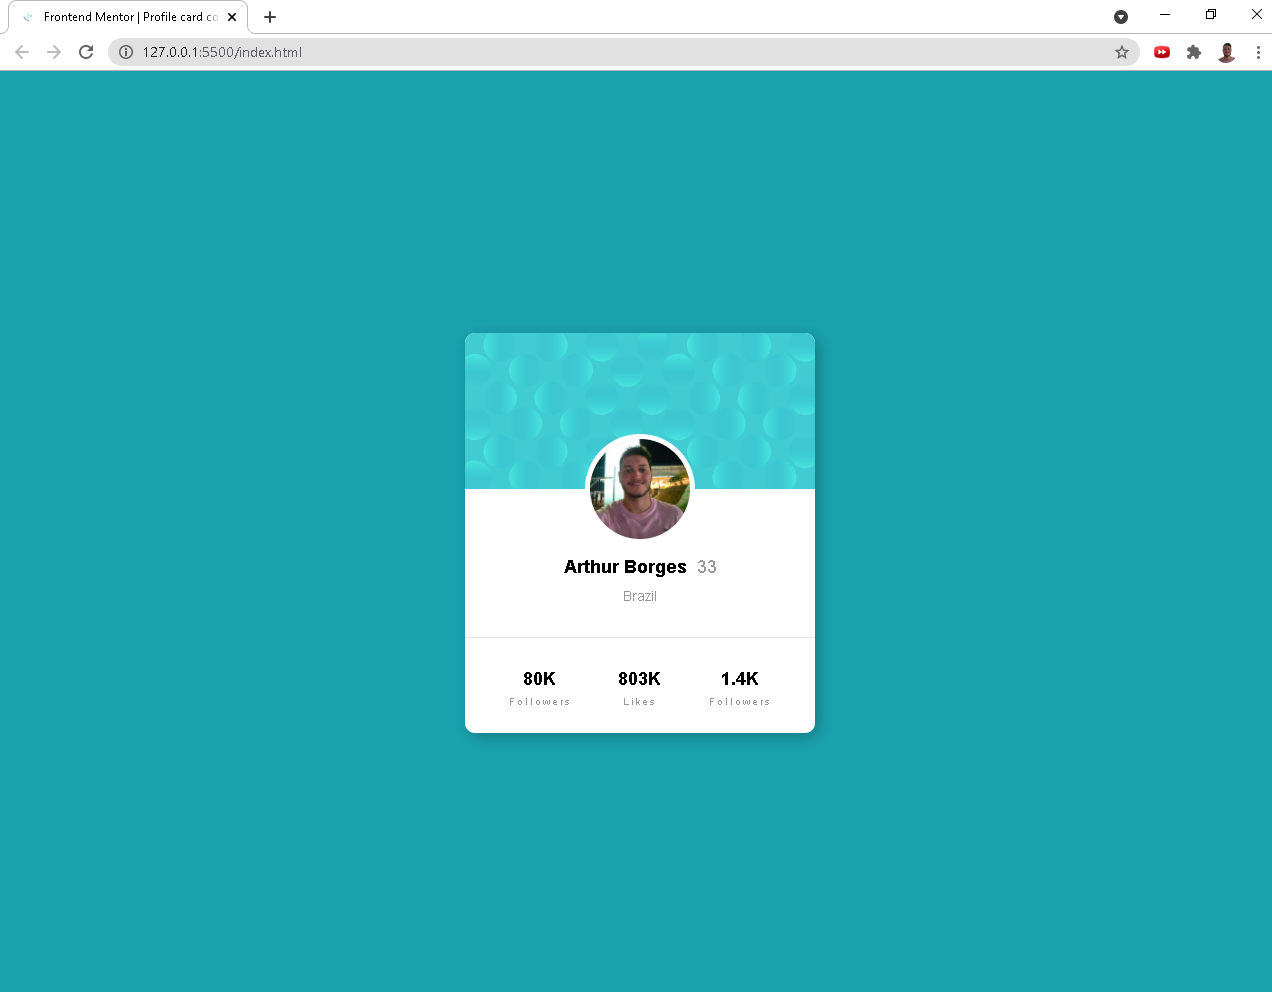 Frontend Mentor | Profile card co
127.0.0.1:5500/index.html
Arthur Borges 33
Brazil
80K 803K 1.4K
Followers Likes Followers